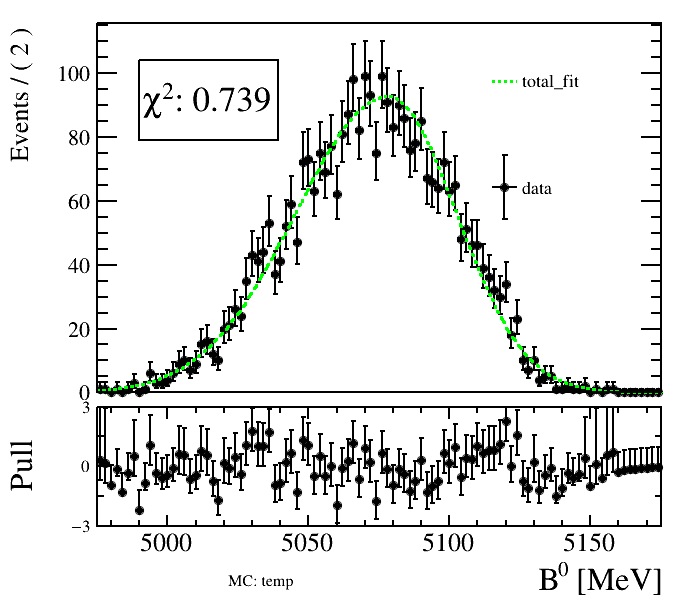 Events / ( 2 )
100
80
60
40
20
0
χ²: 0.739
total_fit
data
Pull
3
0
−3
5000
5050
5100
5150
MC: temp
B⁰ [MeV]